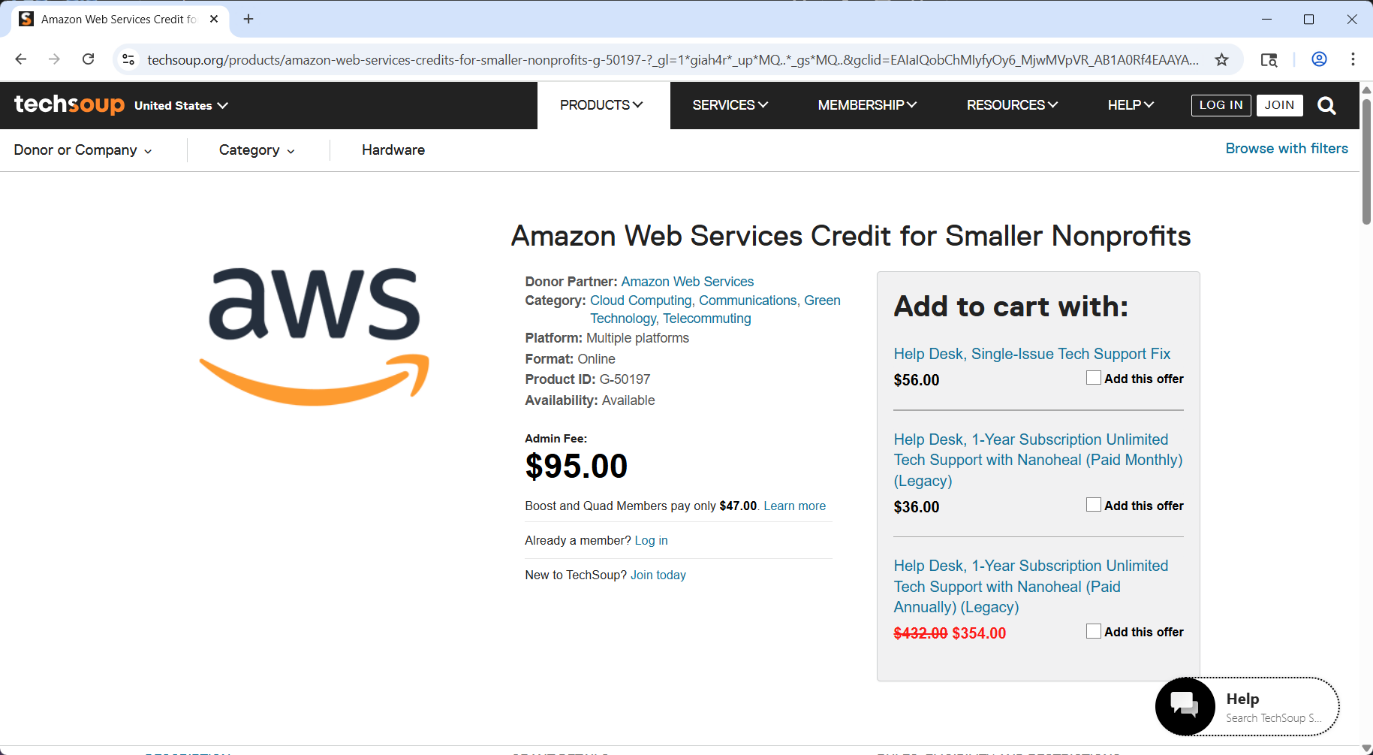 Amazon Web Services Credit fo
techsoup.org/products/amazon-web-services-credits-for-smaller-nonprofits-g-50197-?_gl=1*giah4r*_up*MQ..*_gs*MQ..&gclid=EAIaIQobChMIyfyOy6_MjwMVpVR_AB1A0Rf4EAAYA...
techsoup United States PRODUCTS SERVICES MEMBERSHIP RESOURCES HELP LOG IN JOIN
Donor or Company Category Hardware Browse with filters
Amazon Web Services Credit for Smaller Nonprofits
aws
Donor Partner: Amazon Web Services
Category: Cloud Computing, Communications, Green
Technology, Telecommuting
Platform: Multiple platforms
Format: Online
Product ID: G-50197
Availability: Available
Admin Fee:
$95.00
Boost and Quad Members pay only $47.00. Learn more
Already a member? Log in
New to TechSoup? Join today
Add to cart with:
Help Desk, Single-Issue Tech Support Fix
$56.00 Add this offer
Help Desk, 1-Year Subscription Unlimited
Tech Support with Nanoheal (Paid Monthly)
(Legacy)
$36.00 Add this offer
Help Desk, 1-Year Subscription Unlimited
Tech Support with Nanoheal (Paid
Annually) (Legacy)
$432.00 $354.00 Add this offer
Help
Search TechSoup S...